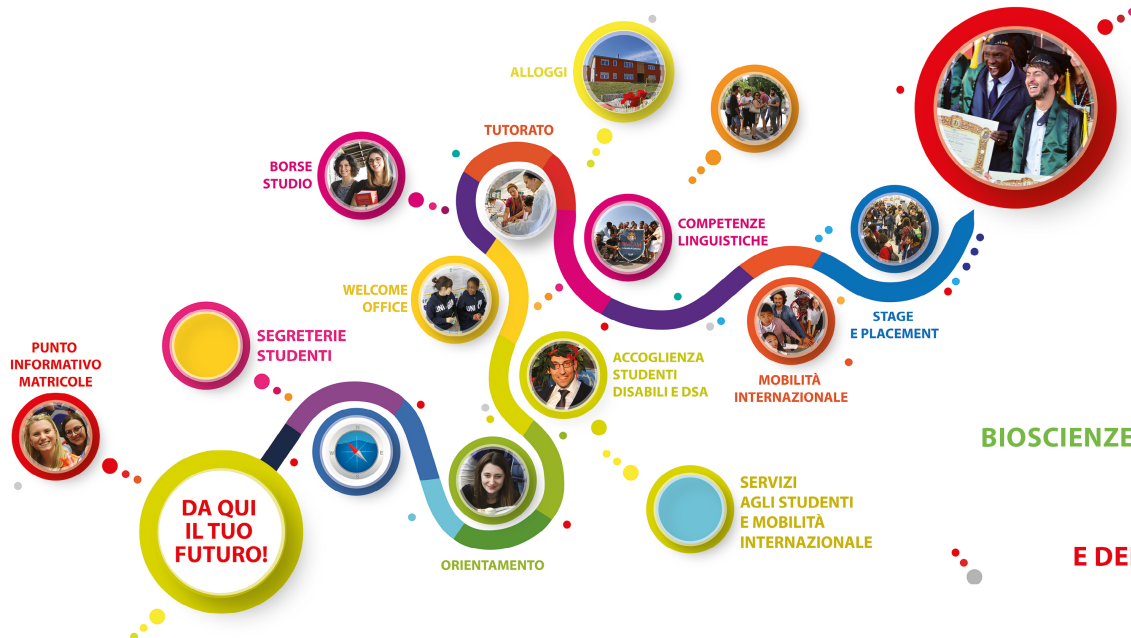 ALLOGGI
TUTORATO
BORSE
STUDIO
COMPETENZE
LINGUISTICHE
WELCOME
OFFICE
SEGRETERIE
STUDENTI
STAGE
E PLACEMENT
PUNTO
INFORMATIVO
MATRICOLE
ACCOGLIENZA
STUDENTI
DISABILI E DSA
MOBILITÀ
INTERNAZIONALE
BIOSCIENZE
DA QUI
IL TUO
FUTURO!
SERVIZI
AGLI STUDENTI
E MOBILITÀ
INTERNAZIONALE
ORIENTAMENTO